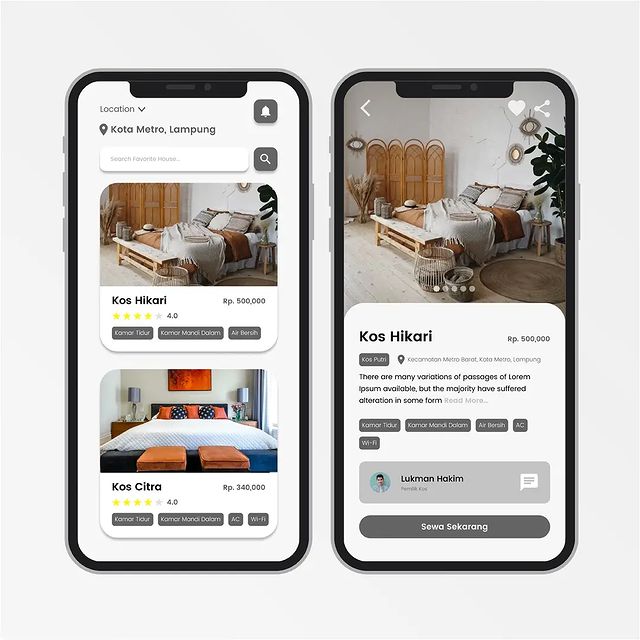 Location
Kota Metro, Lampung
Search Favorite House...
Kos Hikari
Rp. 500,000
4.0
Kamar Tidur
Kamar Mandi Dalam
Air Bersih
Kos Citra
Rp. 340,000
4.0
Kamar Tidur
Kamar Mandi Dalam
AC
Wi-Fi
Kos Hikari
Rp. 500,000
Kos Putri
Kecamatan Metro Barat, Kota Metro, Lampung
There are many variations of passages of Lorem
Ipsum available, but the majority have suffered
alteration in some form Read More...
Kamar Tidur
Kamar Mandi Dalam
Air Bersih
AC
Wi-Fi
Lukman Hakim
Pemilik Kos
Sewa Sekarang